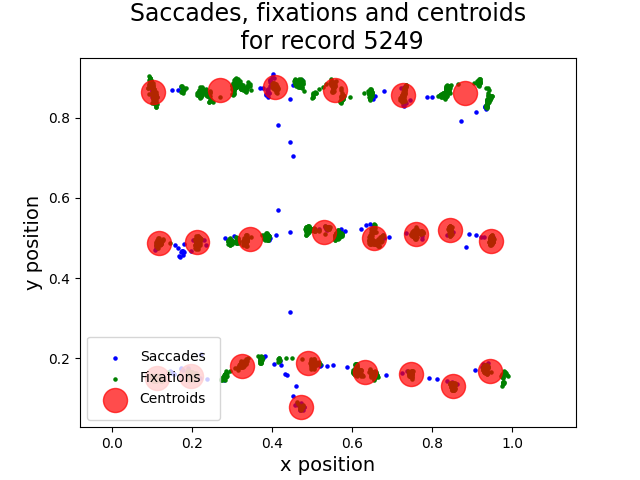 Saccades, fixations and centroids
for record 5249
y position
0.8
0.6
0.4
0.2
Saccades
Fixations
Centroids
0.0 0.2 0.4 0.6 0.8 1.0
x position